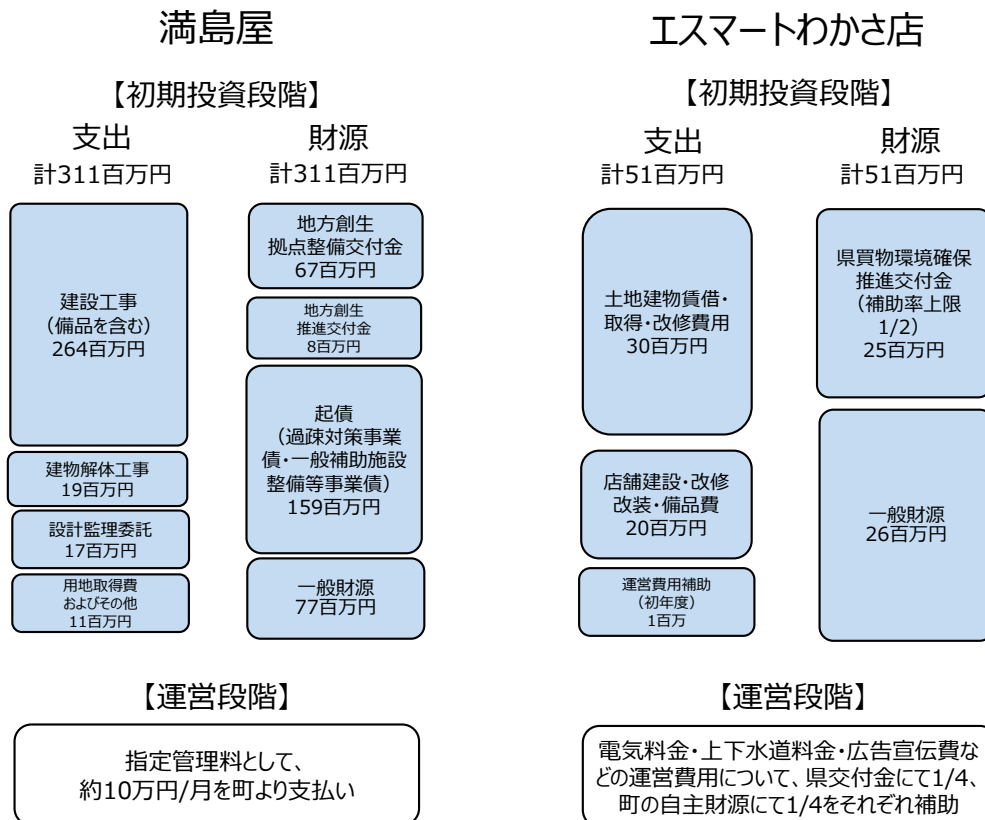 満島屋
【初期投資段階】
支出
計311百万円
建設工事
（備品を含む）
264百万円
建物解体工事
19百万円
設計監理委託
17百万円
用地取得費
およびその他
11百万円
財源
計311百万円
地方創生
拠点整備交付金
67百万円
地方創生
推進交付金
8百万円
起債
（過疎対策事業
債・一般補助施設
整備等事業債）
159百万円
一般財源
77百万円
【運営段階】
指定管理料として、
約10万円/月を町より支払い
エスマートわかさ店
【初期投資段階】
支出
計51百万円
土地建物賃借・
取得・改修費用
30百万円
店舗建設・改修
改装・備品費
20百万円
運営費用補助
（初年度）
1百万
財源
計51百万円
県買物環境確保
推進交付金
（補助率上限
1/2）
25百万円
一般財源
26百万円
【運営段階】
電気料金・上下水道料金・広告宣伝費な
どの運営費用について、県交付金にて1/4、
町の自主財源にて1/4をそれぞれ補助